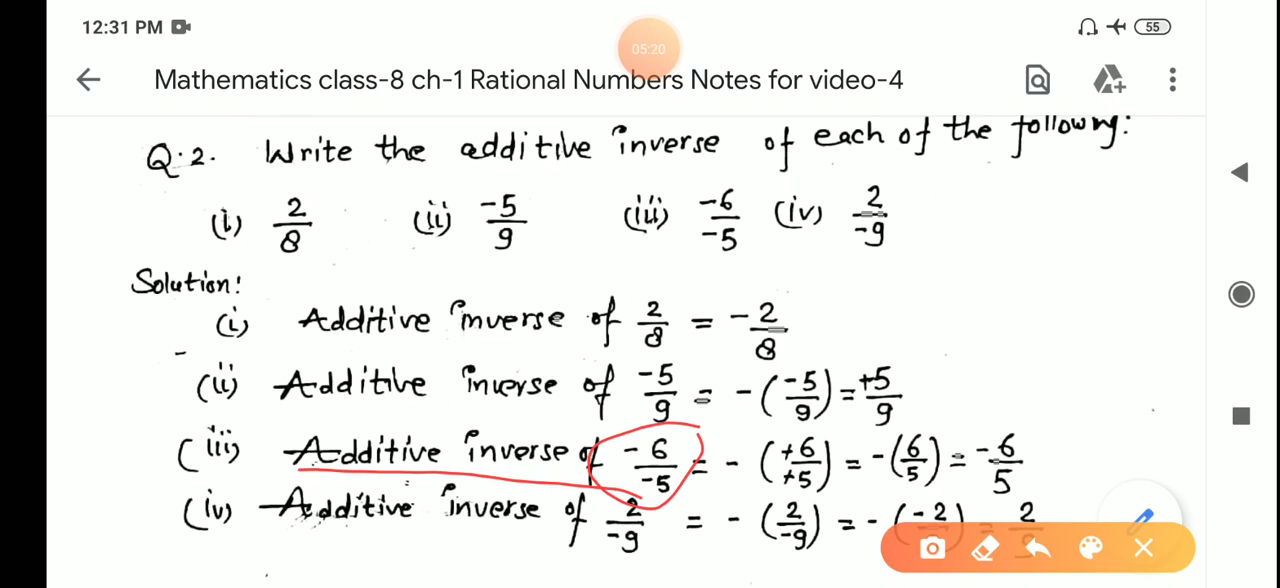 12:31 PM 55
05:20
Mathematics class-8 ch-1 Rational Numbers Notes for video-4
Q.2. Write the additive inverse of each of the followng:
(i) 2/8 (ii) -5/9 (iii) -6/-5 (iv) 2/-9
Solution:
(i) Additive inverse of 2/8 = -2/8
(ii) Additive inverse of -5/9 = -(-5/9) = +5/9
(iii) Additive inverse of -6/-5 = -(+6/+5) = -(6/5) = -6/5
(iv) Additive inverse of 2/-9 = -(2/-9) = -(-2 = 2